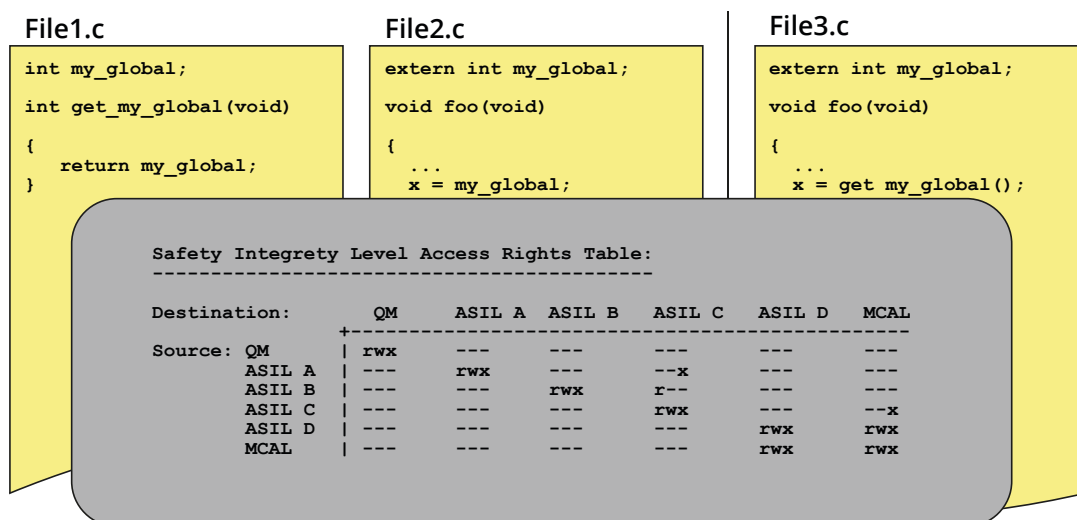 File1.c
int my_global;
int get_my_global(void)
{
return my_global;
}
File2.c
extern int my_global;
void foo(void)
{
...
x = my_global;
File3.c
extern int my_global;
void foo(void)
{
...
x = get my_global();
Safety Integrety Level Access Rights Table:
-------------------------------------------
Destination: QM ASIL A ASIL B ASIL C ASIL D MCAL
+------------------------------------------------
Source: QM | rwx --- --- --- --- ---
ASIL A | --- rwx --- --x --- ---
ASIL B | --- --- rwx r-- --- ---
ASIL C | --- --- --- rwx --- --x
ASIL D | --- --- --- --- rwx rwx
MCAL | --- --- --- --- rwx rwx